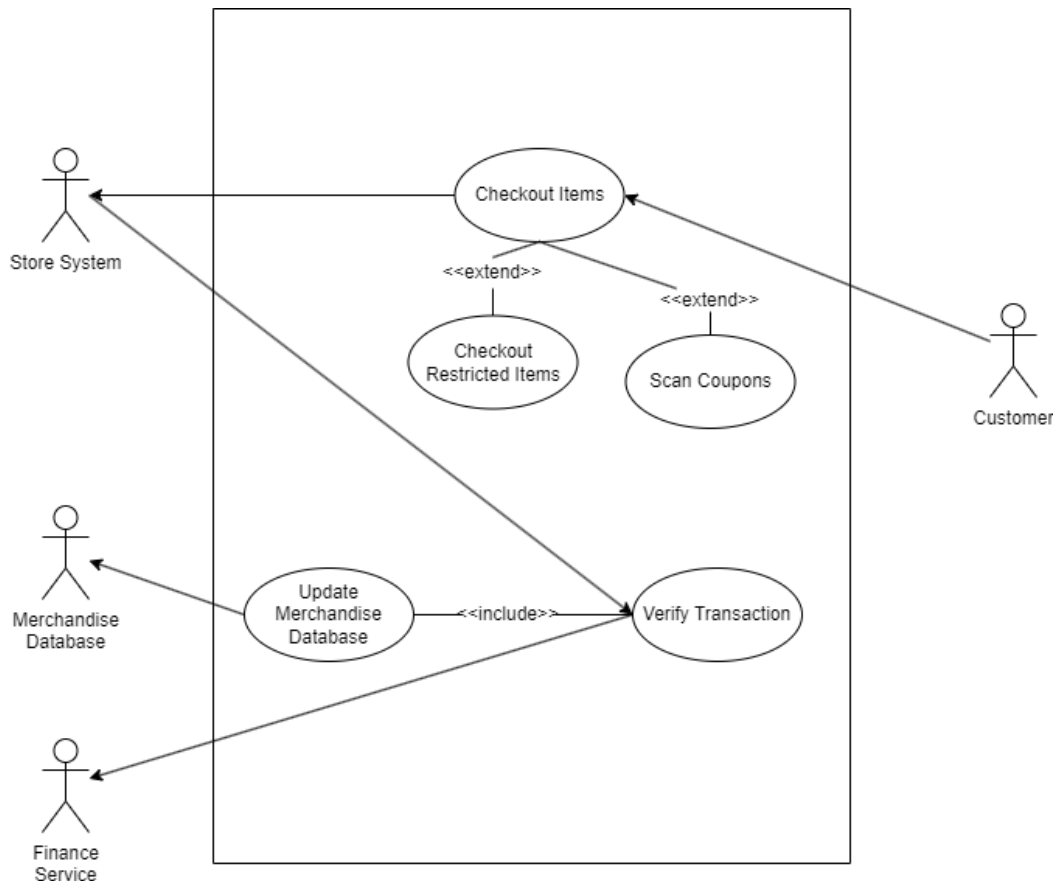 Checkout Items
Store System
<<extend>>
<<extend>>
Checkout
Restricted Items
Scan Coupons
Customer
Update
Merchandise
Database
<<include>>
Verify Transaction
Merchandise
Database
Finance
Service